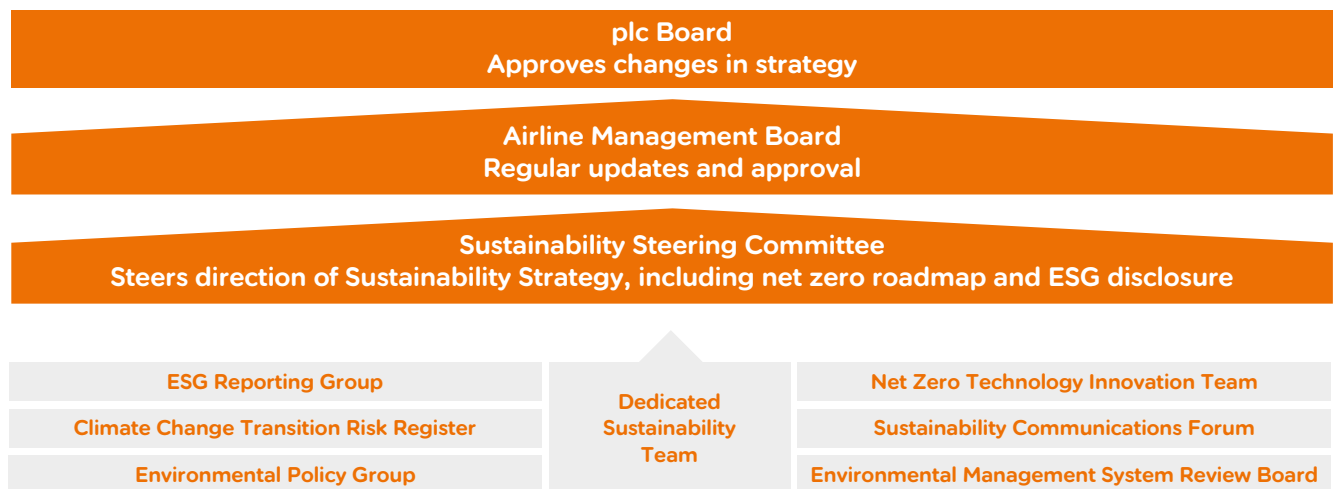 plc Board
Approves changes in strategy
Airline Management Board
Regular updates and approval
Sustainability Steering Committee
Steers direction of Sustainability Strategy, including net zero roadmap and ESG disclosure
ESG Reporting Group
Climate Change Transition Risk Register
Environmental Policy Group
Dedicated
Sustainability
Team
Net Zero Technology Innovation Team
Sustainability Communications Forum
Environmental Management System Review Board